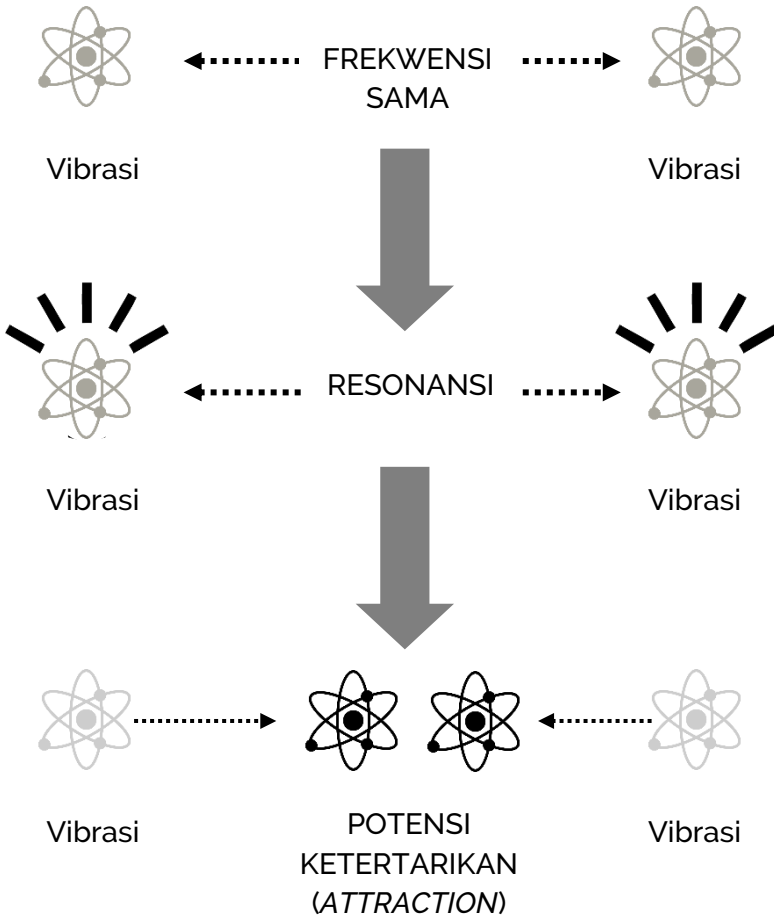 FREKWENSI
SAMA
Vibrasi
Vibrasi
RESONANSI
Vibrasi
Vibrasi
Vibrasi
POTENSI
KETERTARIKAN
(ATTRACTION)
Vibrasi